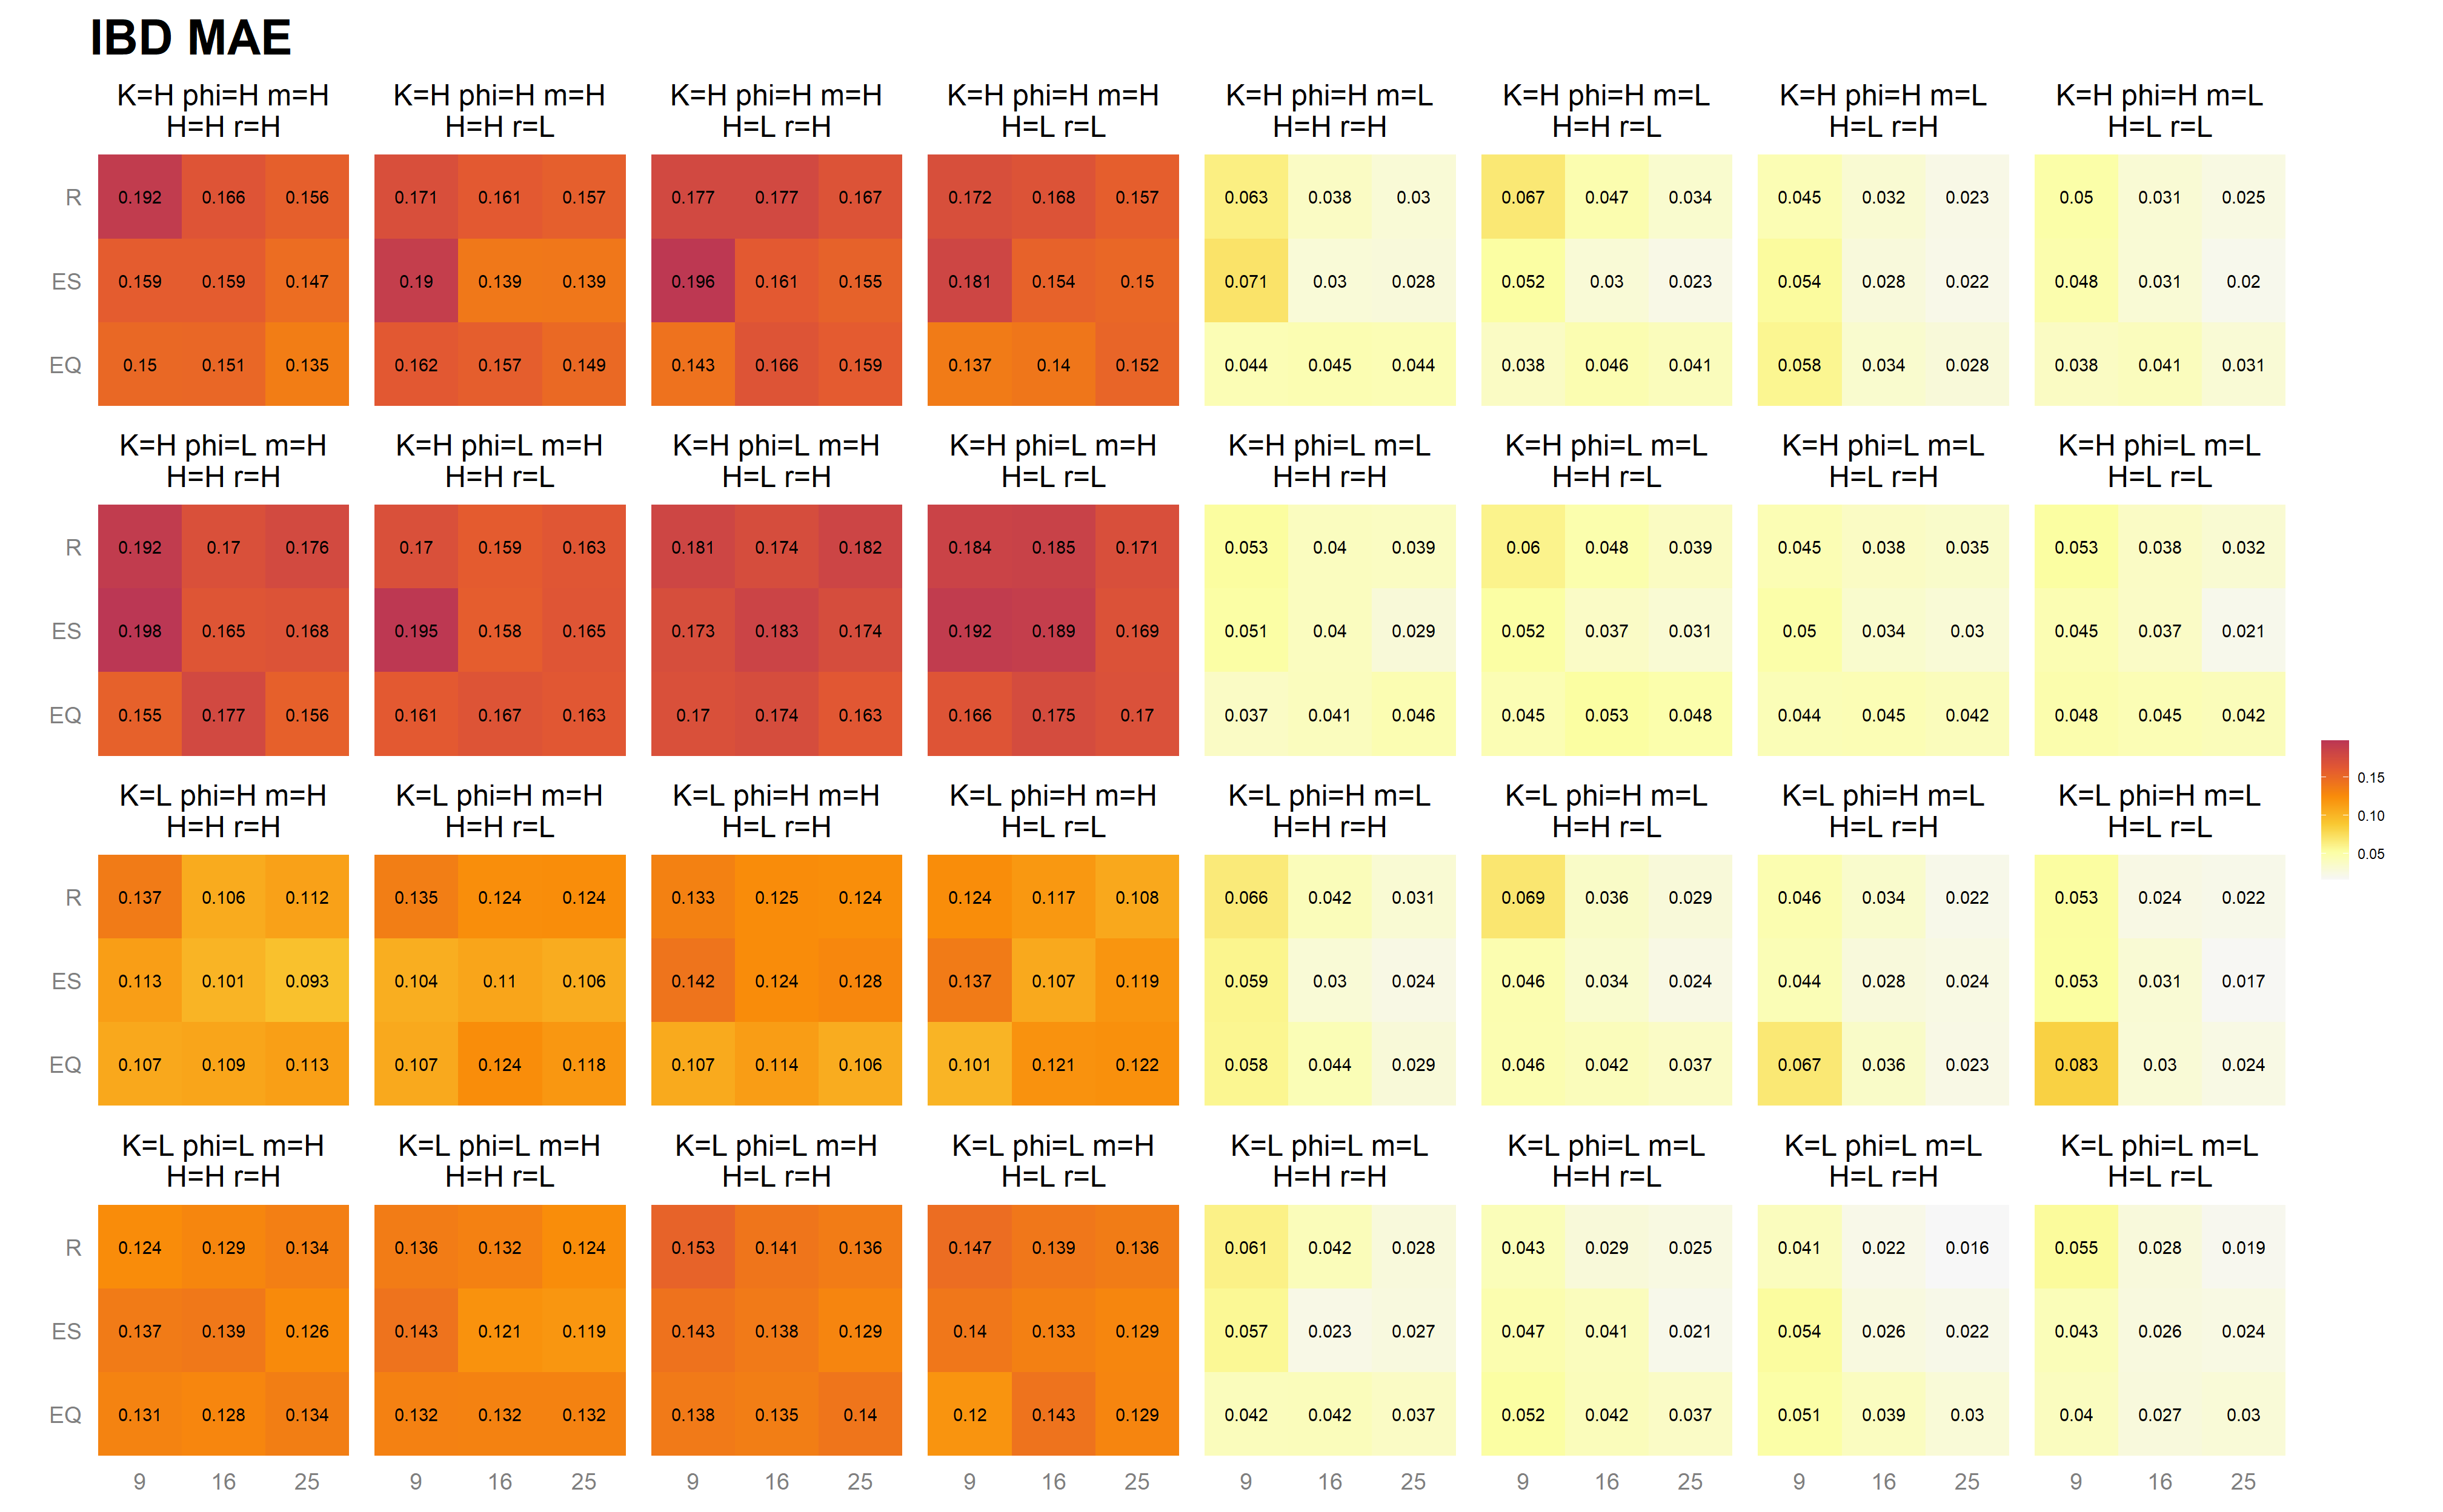 IBD MAE
K=H phi=H m=H K=H phi=H m=H K=H phi=H m=H K=H phi=H m=H K=H phi=H m=L K=H phi=H m=L K=H phi=H m=L K=H phi=H m=L
H=H r=H H=H r=L H=L r=H H=L r=L H=H r=H H=H r=L H=L r=H H=L r=L
R 0.192 0.166 0.156 0.171 0.161 0.157 0.177 0.177 0.167 0.172 0.168 0.157 0.063 0.038 0.03 0.067 0.047 0.034 0.045 0.032 0.023 0.05 0.031 0.025
ES 0.159 0.159 0.147 0.19 0.139 0.139 0.196 0.161 0.155 0.181 0.154 0.15 0.071 0.03 0.028 0.052 0.03 0.023 0.054 0.028 0.022 0.048 0.031 0.02
EQ 0.15 0.151 0.135 0.162 0.157 0.149 0.143 0.166 0.159 0.137 0.14 0.152 0.044 0.045 0.044 0.038 0.046 0.041 0.058 0.034 0.028 0.038 0.041 0.031
K=H phi=L m=H K=H phi=L m=H K=H phi=L m=H K=H phi=L m=H K=H phi=L m=L K=H phi=L m=L K=H phi=L m=L K=H phi=L m=L
H=H r=H H=H r=L H=L r=H H=L r=L H=H r=H H=H r=L H=L r=H H=L r=L
R 0.192 0.17 0.176 0.17 0.159 0.163 0.181 0.174 0.182 0.184 0.185 0.171 0.053 0.04 0.039 0.06 0.048 0.039 0.045 0.038 0.035 0.053 0.038 0.032
ES 0.198 0.165 0.168 0.195 0.158 0.165 0.173 0.183 0.174 0.192 0.189 0.169 0.051 0.04 0.029 0.052 0.037 0.031 0.05 0.034 0.03 0.045 0.037 0.021
EQ 0.155 0.177 0.156 0.161 0.167 0.163 0.17 0.174 0.163 0.166 0.175 0.17 0.037 0.041 0.046 0.045 0.053 0.048 0.044 0.045 0.042 0.048 0.045 0.042
0.15
0.10
0.05
K=L phi=H m=H K=L phi=H m=H K=L phi=H m=H K=L phi=H m=H K=L phi=H m=L K=L phi=H m=L K=L phi=H m=L K=L phi=H m=L
H=H r=H H=H r=L H=L r=H H=L r=L H=H r=H H=H r=L H=L r=H H=L r=L
R 0.137 0.106 0.112 0.135 0.124 0.124 0.133 0.125 0.124 0.124 0.117 0.108 0.066 0.042 0.031 0.069 0.036 0.029 0.046 0.034 0.022 0.053 0.024 0.022
ES 0.113 0.101 0.093 0.104 0.11 0.106 0.142 0.124 0.128 0.137 0.107 0.119 0.059 0.03 0.024 0.046 0.034 0.024 0.044 0.028 0.024 0.053 0.031 0.017
EQ 0.107 0.109 0.113 0.107 0.124 0.118 0.107 0.114 0.106 0.101 0.121 0.122 0.058 0.044 0.029 0.046 0.042 0.037 0.067 0.036 0.023 0.083 0.03 0.024
K=L phi=L m=H K=L phi=L m=H K=L phi=L m=H K=L phi=L m=H K=L phi=L m=L K=L phi=L m=L K=L phi=L m=L K=L phi=L m=L
H=H r=H H=H r=L H=L r=H H=L r=L H=H r=H H=H r=L H=L r=H H=L r=L
R 0.124 0.129 0.134 0.136 0.132 0.124 0.153 0.141 0.136 0.147 0.139 0.136 0.061 0.042 0.028 0.043 0.029 0.025 0.041 0.022 0.016 0.055 0.028 0.019
ES 0.137 0.139 0.126 0.143 0.121 0.119 0.143 0.138 0.129 0.14 0.133 0.129 0.057 0.023 0.027 0.047 0.041 0.021 0.054 0.026 0.022 0.043 0.026 0.024
EQ 0.131 0.128 0.134 0.132 0.132 0.132 0.138 0.135 0.14 0.12 0.143 0.129 0.042 0.042 0.037 0.052 0.042 0.037 0.051 0.039 0.03 0.04 0.027 0.03
9 16 25 9 16 25 9 16 25 9 16 25 9 16 25 9 16 25 9 16 25 9 16 25